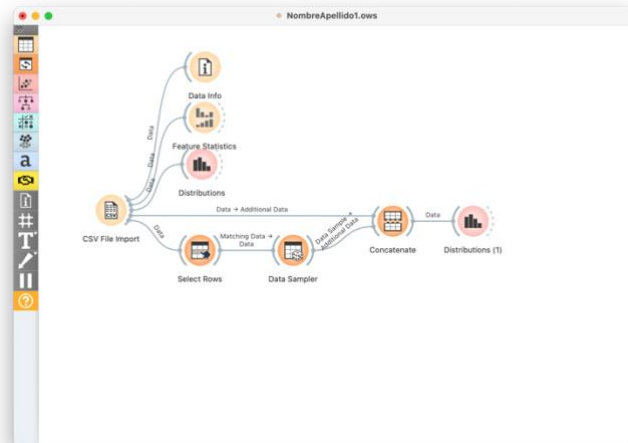 NombreApellido1.ows
Data Info
Data
Feature Statistics
Data
Data
Distributions
Data → Additional Data
CSV File Import
Data
Matching Data →
Data
Data Sample →
Additional Data
Data
Concatenate
Distributions (1)
Select Rows
Data Sampler
a
T